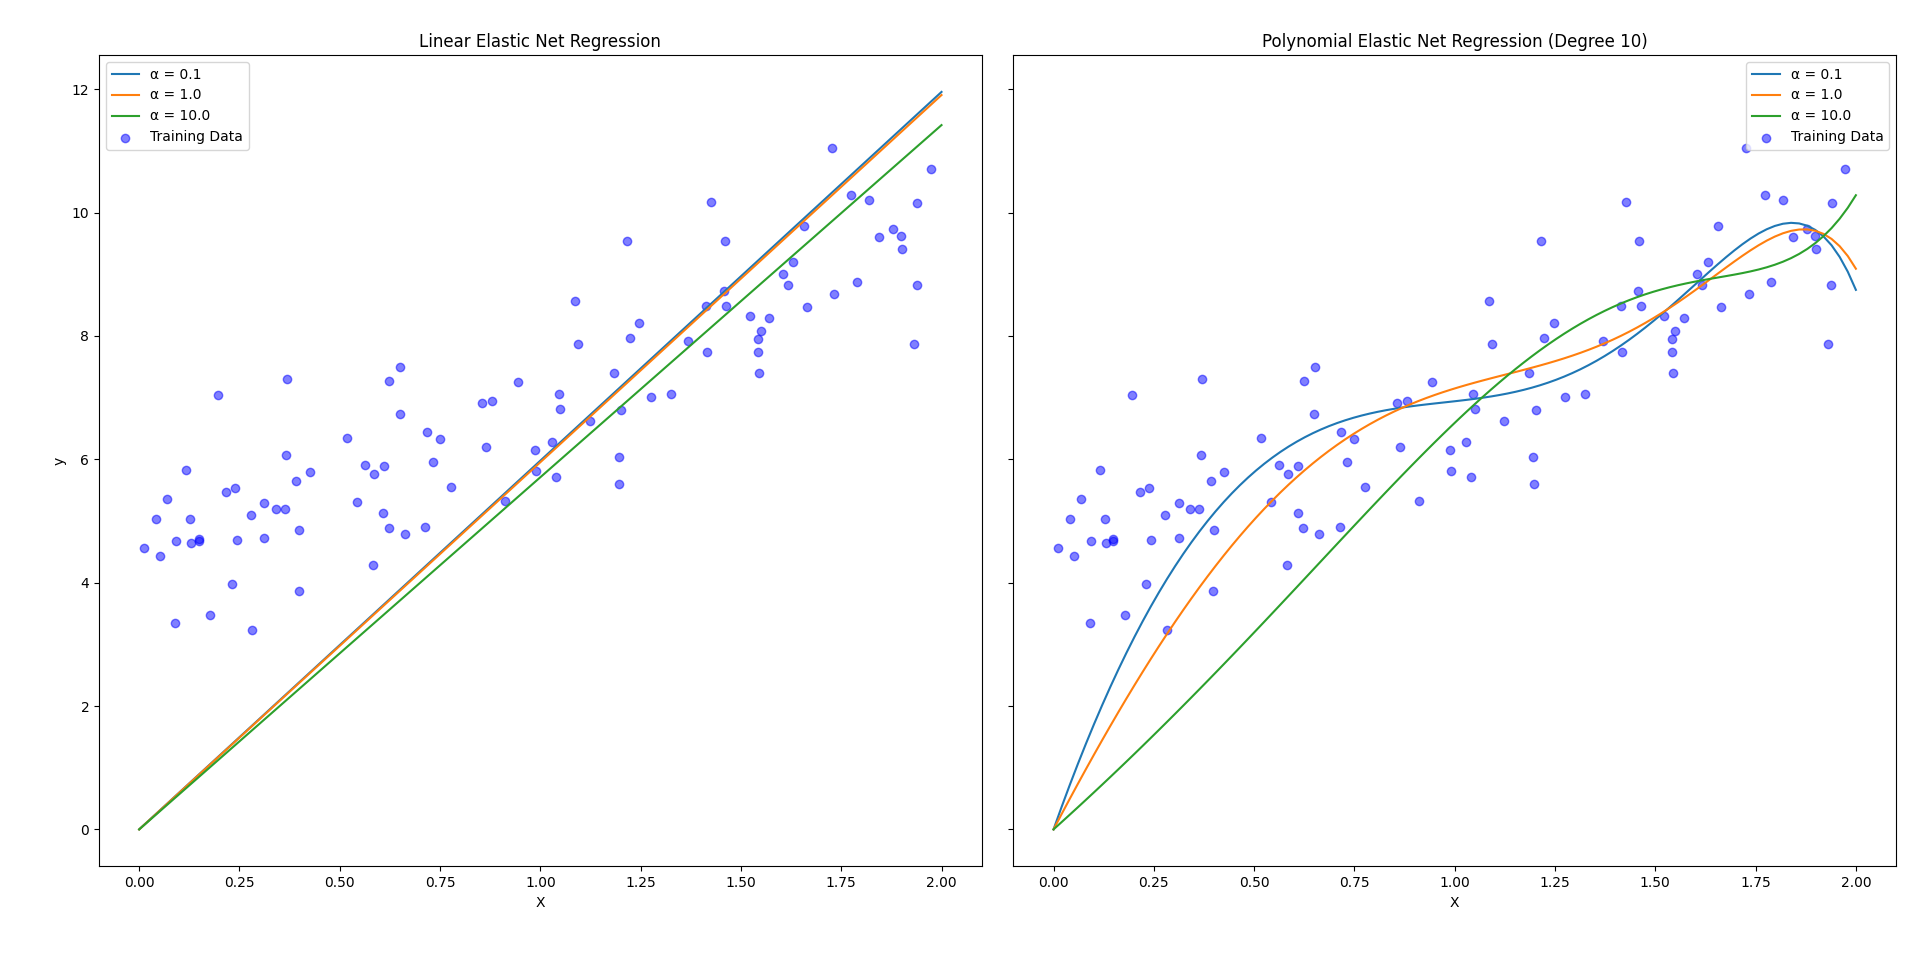 Linear Elastic Net Regression
α = 0.1
α = 1.0
α = 10.0
Training Data
12
10
8
6
4
2
0
y
0.00 0.25 0.50 0.75 1.00 1.25 1.50 1.75 2.00
X
Polynomial Elastic Net Regression (Degree 10)
α = 0.1
α = 1.0
α = 10.0
Training Data
0.00 0.25 0.50 0.75 1.00 1.25 1.50 1.75 2.00
X